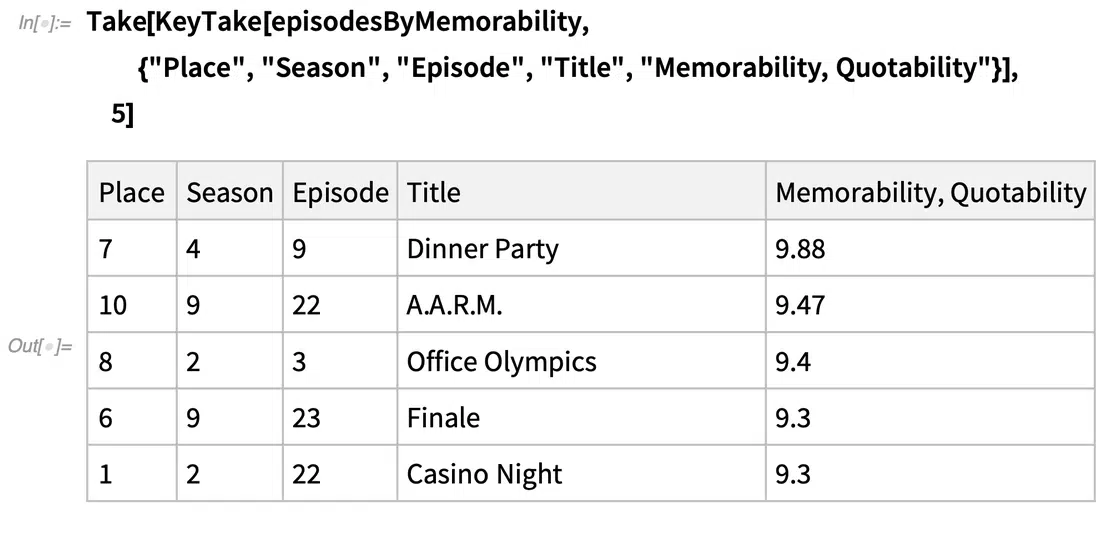 In[•]:= Take[KeyTake[episodesByMemorability,
{"Place", "Season", "Episode", "Title", "Memorability, Quotability"}],
5]
Out[•]=
Place Season Episode Title Memorability, Quotability
7 4 9 Dinner Party 9.88
10 9 22 A.A.R.M. 9.47
8 2 3 Office Olympics 9.4
6 9 23 Finale 9.3
1 2 22 Casino Night 9.3